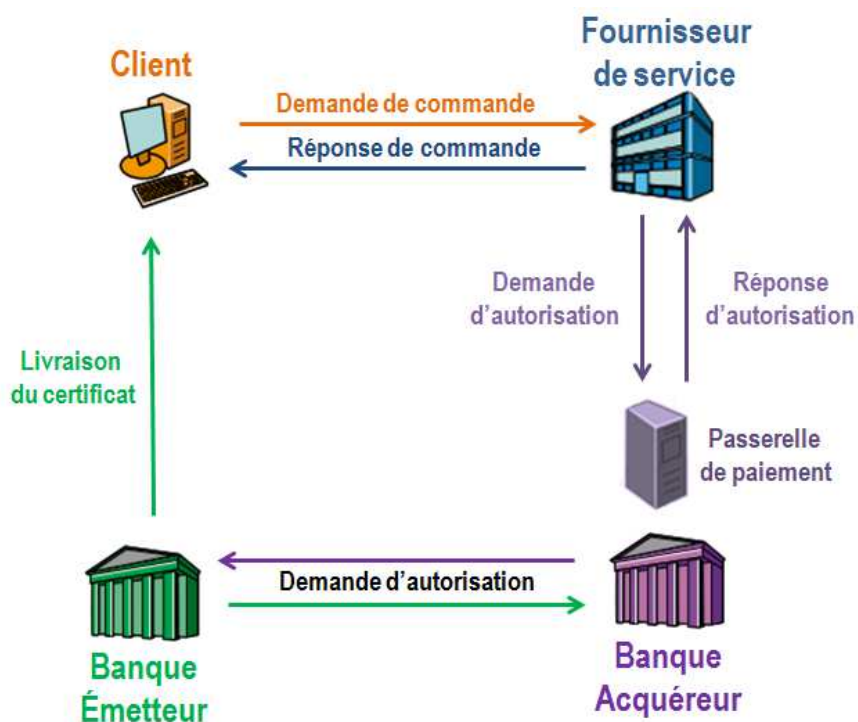 Client
Fournisseur
de service
Demande de commande
Réponse de commande
Demande
d'autorisation
Réponse
d'autorisation
Livraison
du certificat
Passerelle
de paiement
Demande d'autorisation
Banque
Émetteur
Banque
Acquéreur